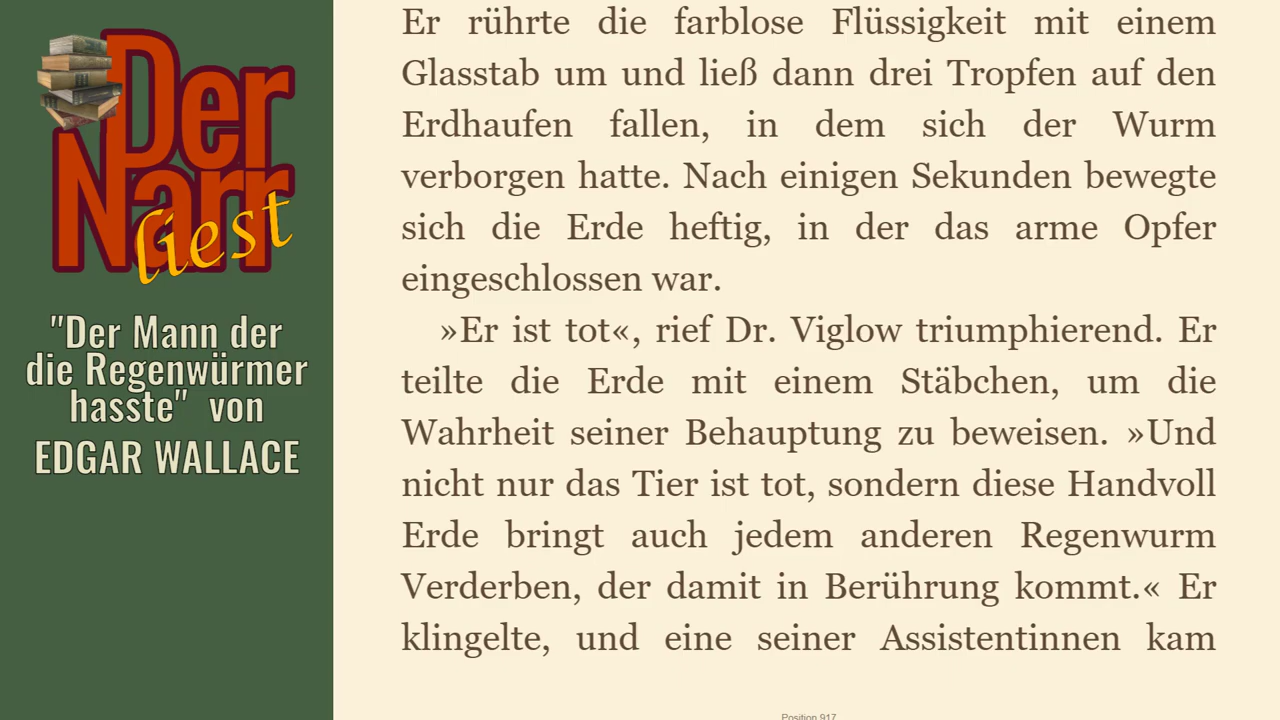 Der
Narr
liest
"Der Mann der
die Regenwürmer
hasste" von
EDGAR WALLACE
Er rührte die farblose Flüssigkeit mit einem
Glasstab um und ließ dann drei Tropfen auf den
Erdhaufen fallen, in dem sich der Wurm
verborgen hatte. Nach einigen Sekunden bewegte
sich die Erde heftig, in der das arme Opfer
eingeschlossen war.
»Er ist tot«, rief Dr. Viglow triumphierend. Er
teilte die Erde mit einem Stäbchen, um die
Wahrheit seiner Behauptung zu beweisen. »Und
nicht nur das Tier ist tot, sondern diese Handvoll
Erde bringt auch jedem anderen Regenwurm
Verderben, der damit in Berührung kommt.« Er
klingelte, und eine seiner Assistentinnen kam
Position 917